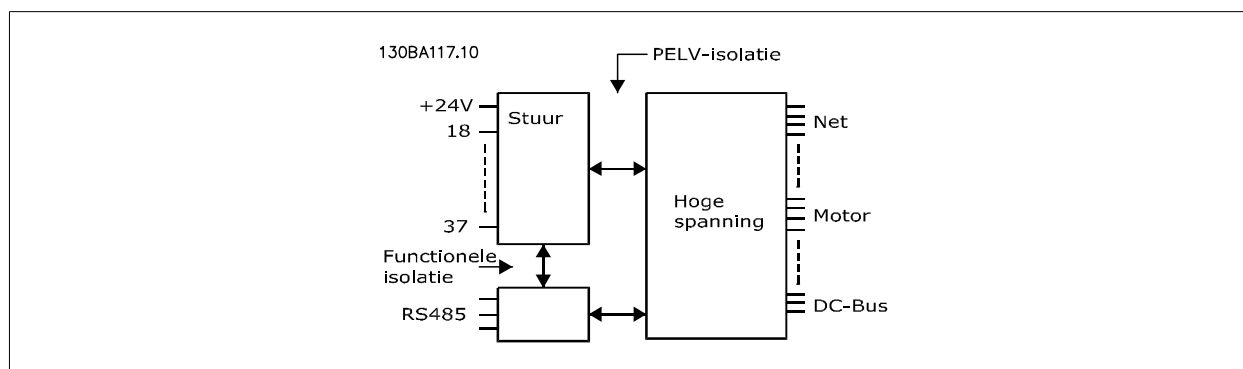 130BA117.10
PELV-isolatie
+24V
Stuur
18
37
Hoge
spanning
Net
Motor
DC-Bus
Functionele
isolatie
RS485